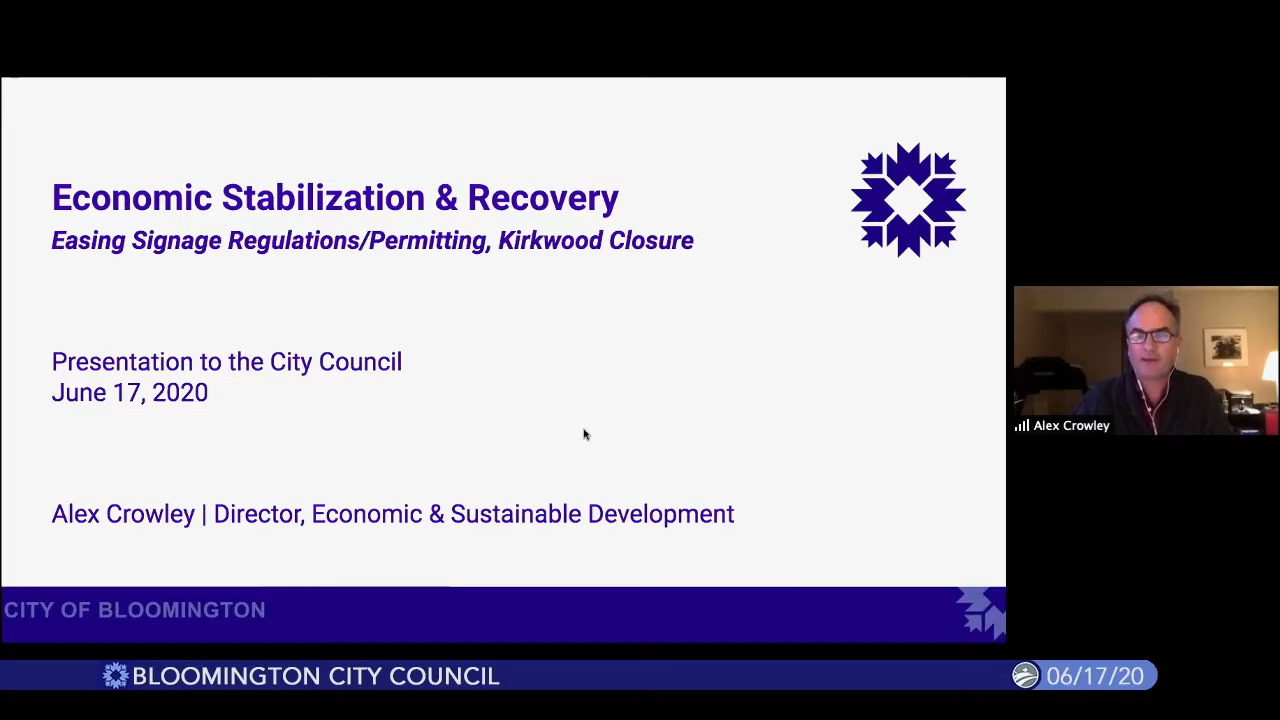 Economic Stabilization & Recovery
Easing Signage Regulations/Permitting, Kirkwood Closure
Presentation to the City Council
June 17, 2020
Alex Crowley | Director, Economic & Sustainable Development
Alex Crowley
CITY OF BLOOMINGTON
BLOOMINGTON CITY COUNCIL
06/17/20